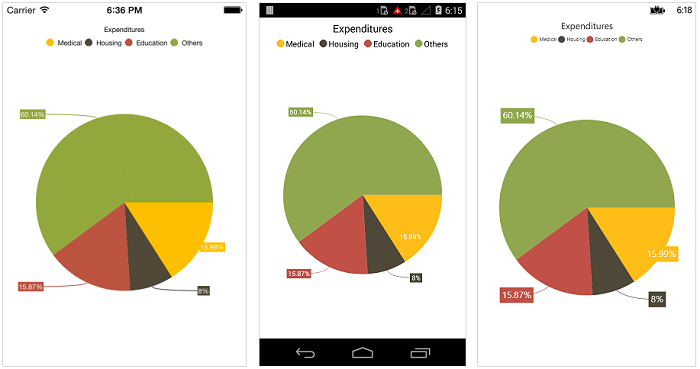 Carrier 6:36 PM
Expenditures
Medical Housing Education Others
60.14%
15.99%
15.87%
8%
6:15
Expenditures
Medical Housing Education Others
60.14%
15.99%
15.87%
8%
6:18
Expenditures
Medical Housing Education Others
60.14%
15.99%
15.87%
8%